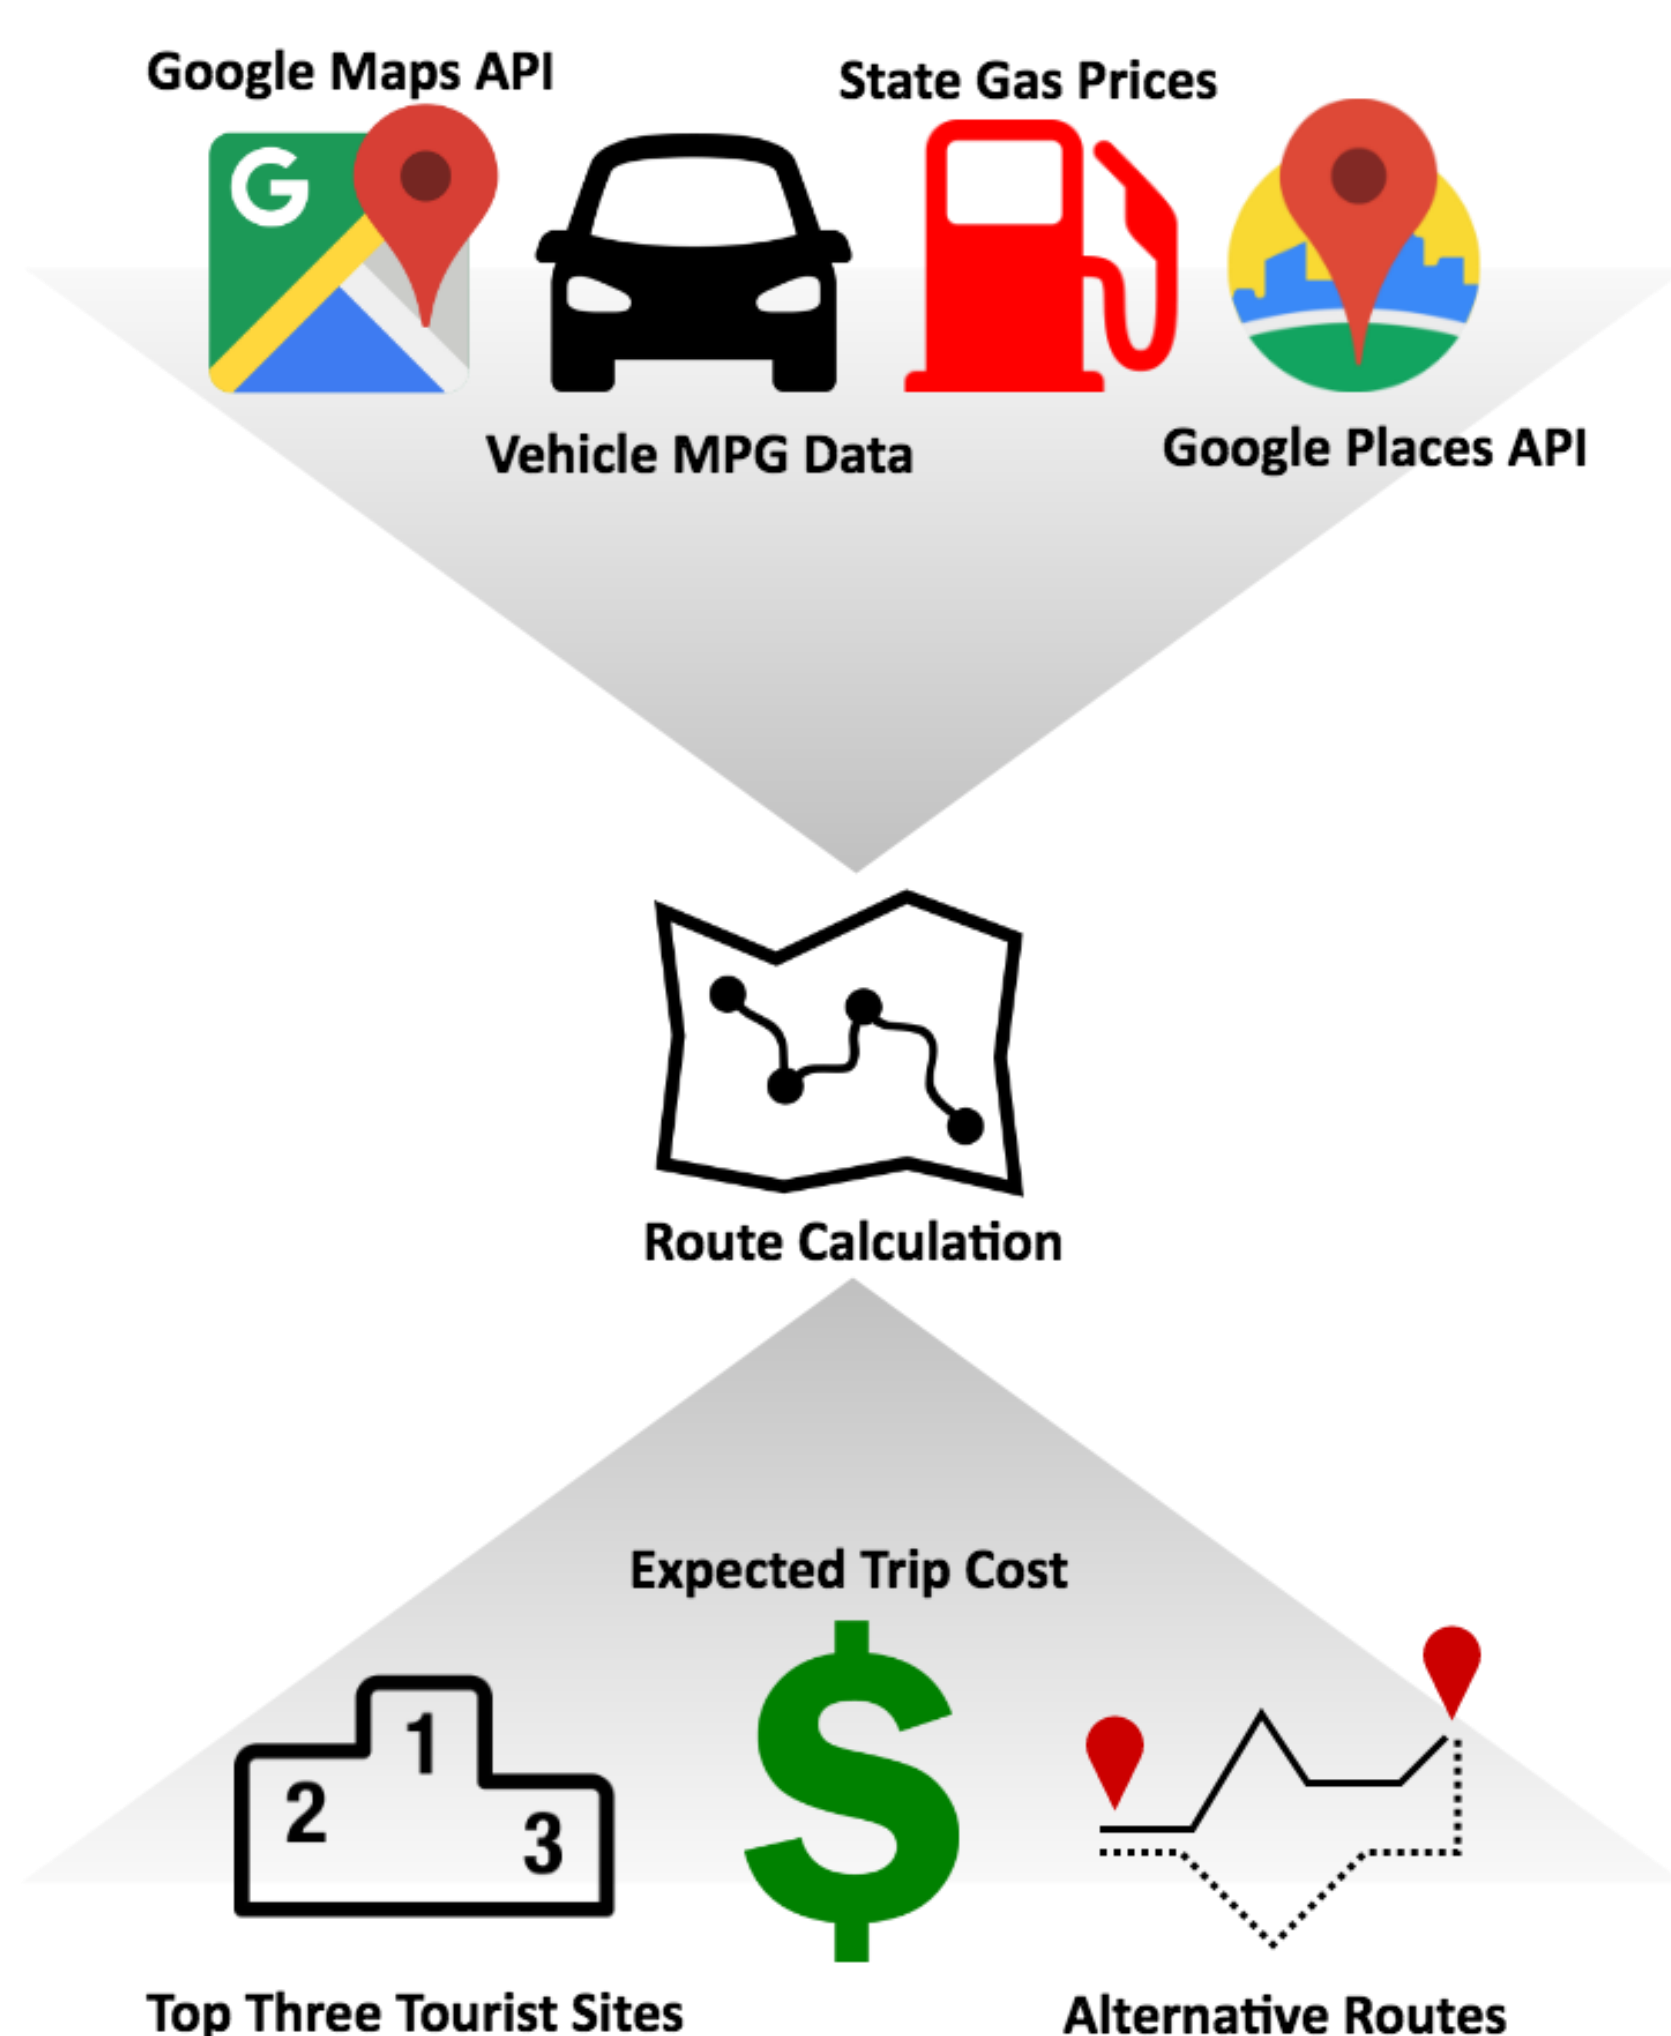 Google Maps API
State Gas Prices
G
Vehicle MPG Data
Google Places API
Route Calculation
Expected Trip Cost
$
1
2
3
Top Three Tourist Sites
Alternative Routes